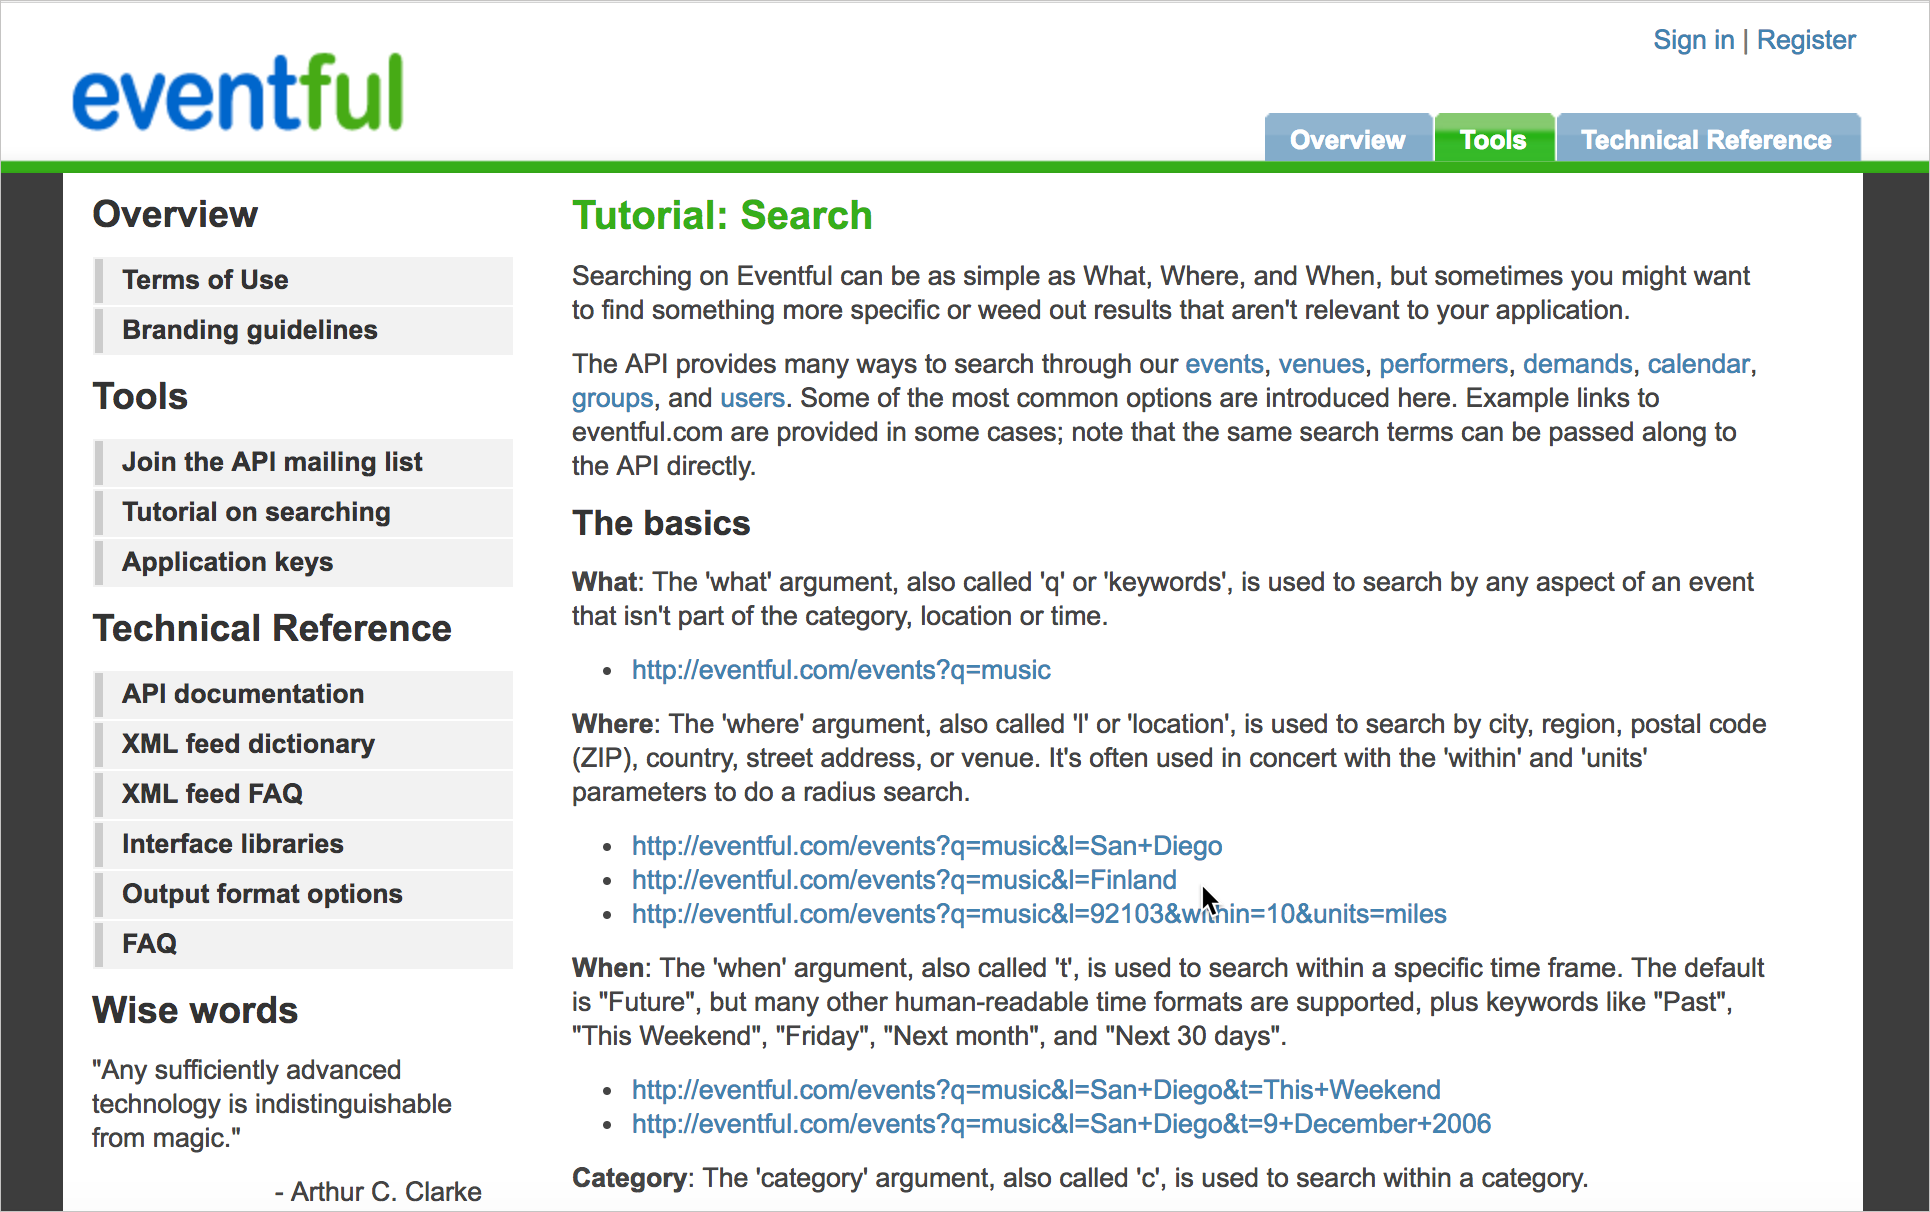 Sign in | Register
eventful
Overview
Tools
Technical Reference
Overview
Terms of Use
Branding guidelines
Tools
Join the API mailing list
Tutorial on searching
Application keys
Technical Reference
API documentation
XML feed dictionary
XML feed FAQ
Interface libraries
Output format options
FAQ
Wise words
"Any sufficiently advanced
technology is indistinguishable
from magic."
- Arthur C. Clarke
Tutorial: Search
Searching on Eventful can be as simple as What, Where, and When, but sometimes you might want
to find something more specific or weed out results that aren't relevant to your application.
The API provides many ways to search through our events, venues, performers, demands, calendar,
groups, and users. Some of the most common options are introduced here. Example links to
eventful.com are provided in some cases; note that the same search terms can be passed along to
the API directly.
The basics
What: The 'what' argument, also called 'q' or 'keywords', is used to search by any aspect of an event
that isn't part of the category, location or time.
• http://eventful.com/events?q=music
Where: The 'where' argument, also called 'l' or 'location', is used to search by city, region, postal code
(ZIP), country, street address, or venue. It's often used in concert with the 'within' and 'units'
parameters to do a radius search.
• http://eventful.com/events?q=music&l=San+Diego
• http://eventful.com/events?q=music&l=Finland
• http://eventful.com/events?q=music&l=92103&within=10&units=miles
When: The 'when' argument, also called 't', is used to search within a specific time frame. The default
is "Future", but many other human-readable time formats are supported, plus keywords like "Past",
"This Weekend", "Friday", "Next month", and "Next 30 days".
• http://eventful.com/events?q=music&l=San+Diego&t=This+Weekend
• http://eventful.com/events?q=music&l=San+Diego&t=9+December+2006
Category: The 'category' argument, also called 'c', is used to search within a category.